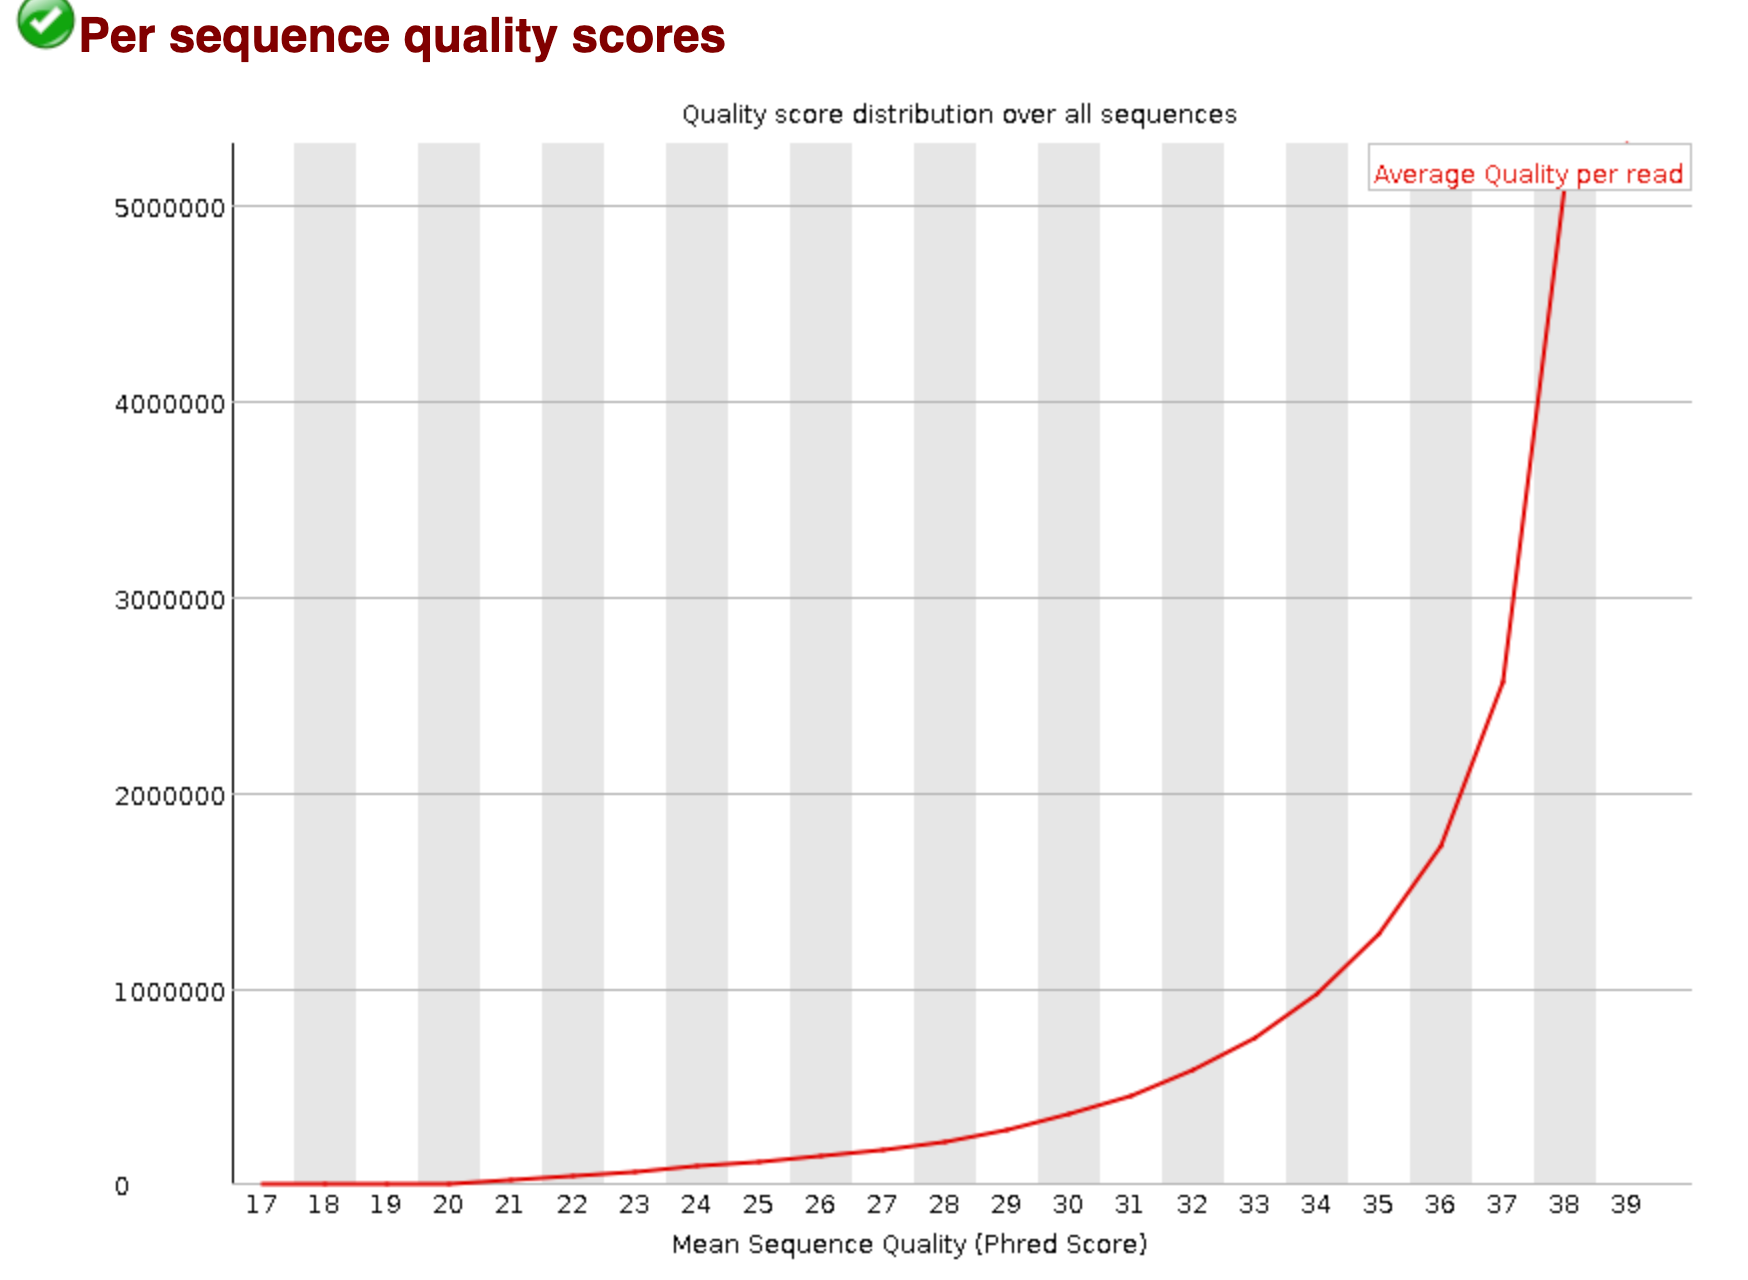 Per sequence quality scores
Quality score distribution over all sequences
Average Quality per read
5000000
4000000
3000000
2000000
1000000
0
17 18 19 20 21 22 23 24 25 26 27 28 29 30 31 32 33 34 35 36 37 38 39
Mean Sequence Quality (Phred Score)